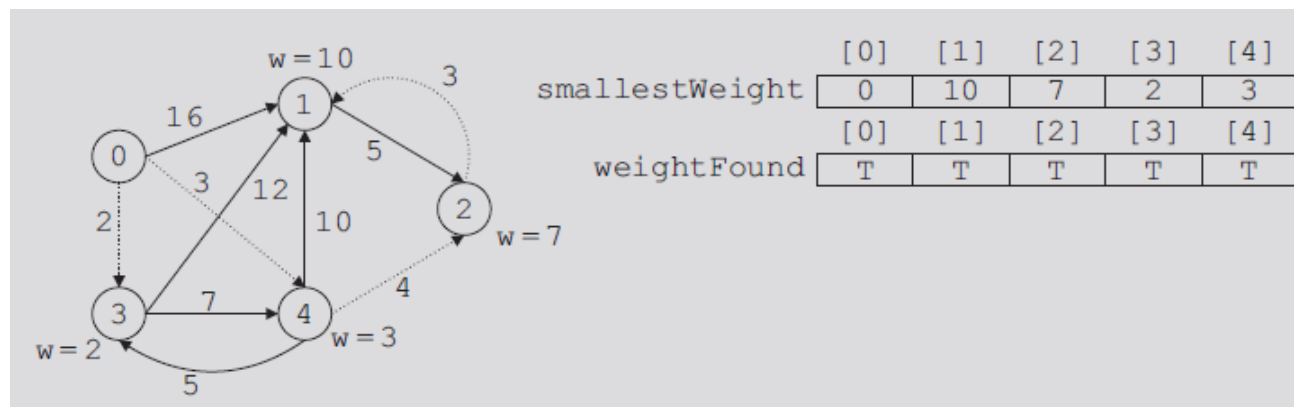 w=10
3
16
1
0
5
3
12
2
10
2
w=7
4
3
7
4
w=2
w=3
5
[0] [1] [2] [3] [4]
smallestWeight 0 10 7 2 3
[0] [1] [2] [3] [4]
weightFound T T T T T